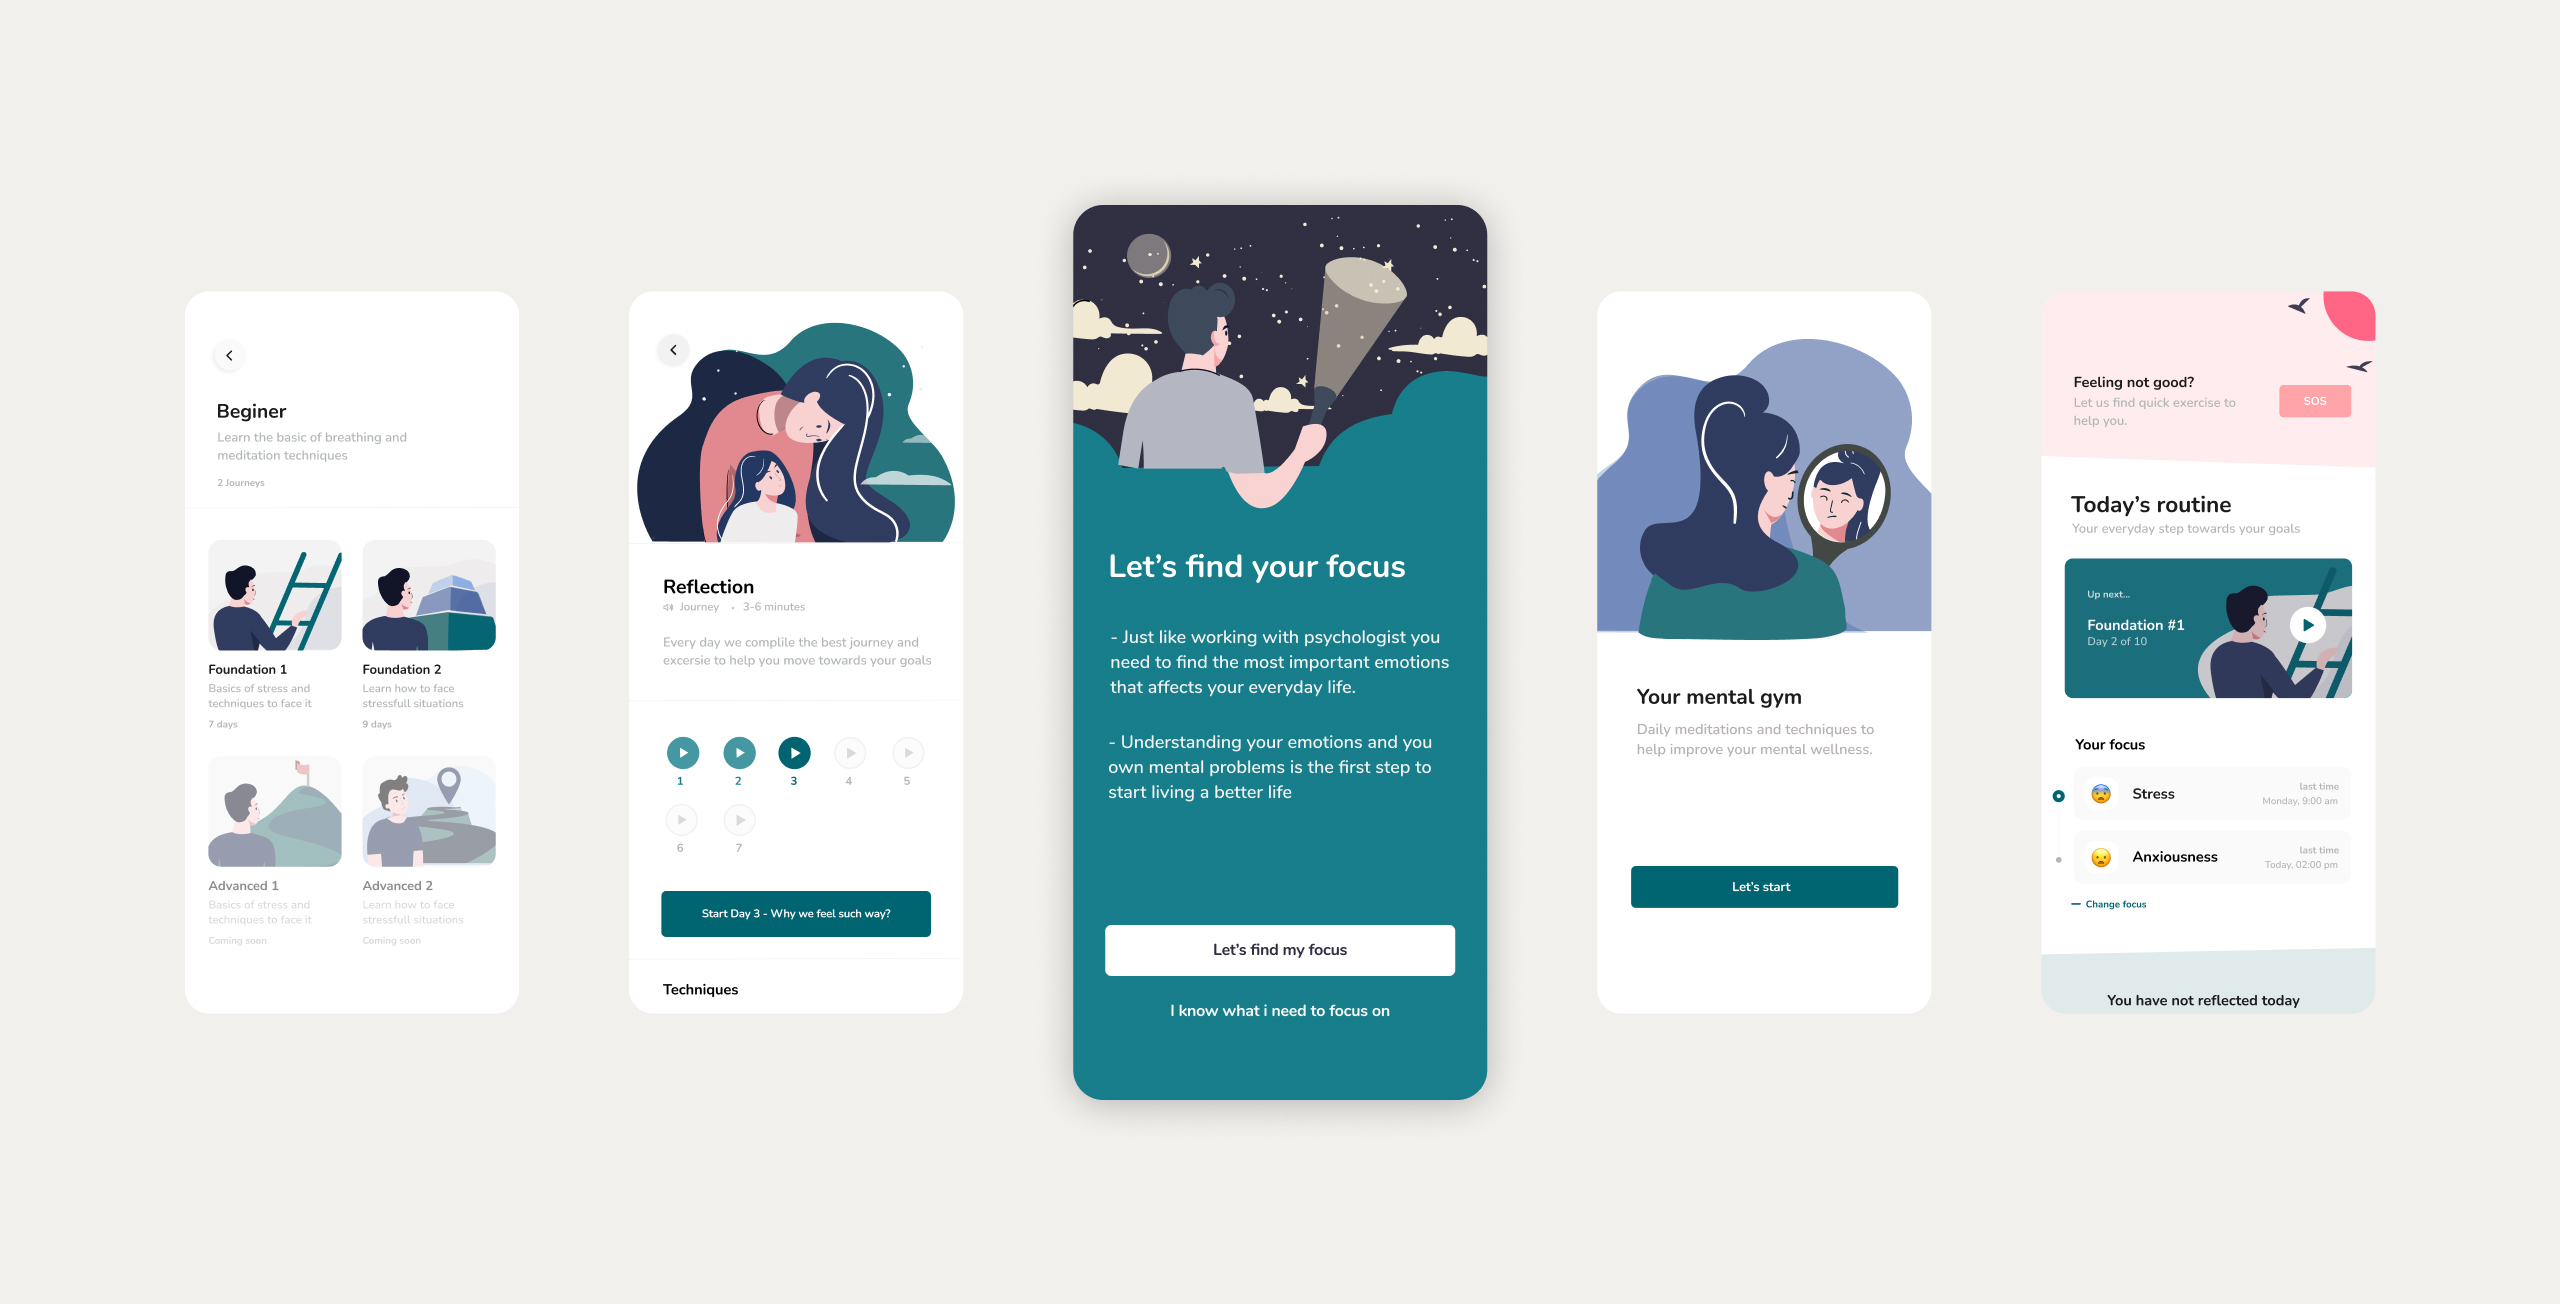 Beginer
Learn the basic of breathing and
meditation techniques
2 Journeys
Foundation 1
Basics of stress and
techniques to face it
7 days
Foundation 2
Learn how to face
stressfull situations
9 days
Advanced 1
Basics of stress and
techniques to face it
Coming soon
Advanced 2
Learn how to face
stressfull situations
Coming soon
Reflection
Journey • 3-6 minutes
Every day we complile the best journey and
excersie to help you move towards your goals
1 2 3 4 5
6 7
Start Day 3 - Why we feel such way?
Techniques
Let's find your focus
- Just like working with psychologist you
need to find the most important emotions
that affects your everyday life.
- Understanding your emotions and you
own mental problems is the first step to
start living a better life
Let's find my focus
I know what i need to focus on
Your mental gym
Daily meditations and techniques to
help improve your mental wellness.
Let's start
Feeling not good?
Let us find quick exercise to
help you.
SOS
Today's routine
Your everyday step towards your goals
Up next...
Foundation #1
Day 2 of 10
Your focus
Stress
last time
Monday, 9:00 am
Anxiousness
last time
Today, 02:00 pm
Change focus
You have not reflected today